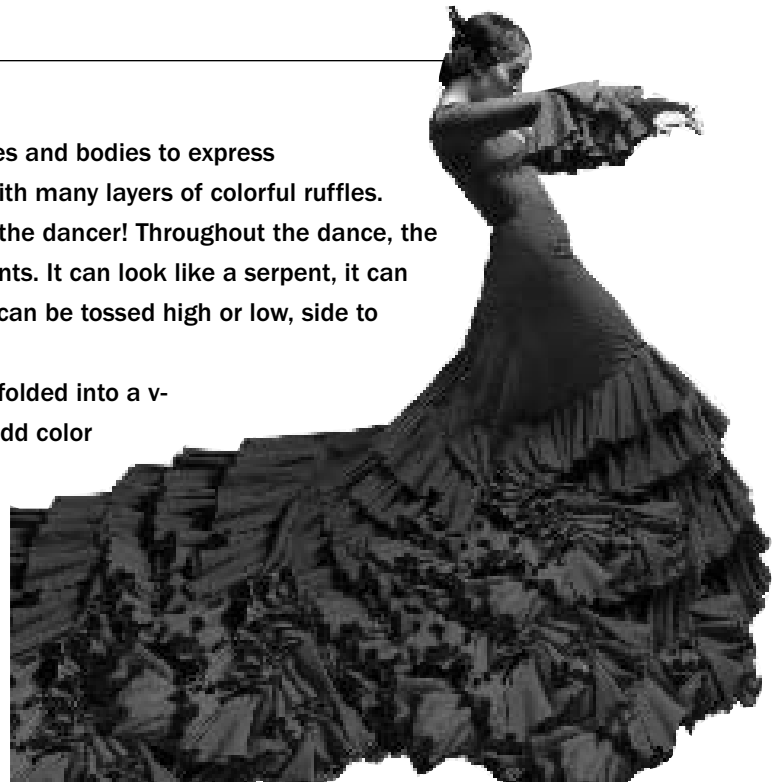 es and bodies to express
ith many layers of colorful ruffles.
the dancer! Throughout the dance, the
nts. It can look like a serpent, it can
can be tossed high or low, side to
folded into a v-
dd color